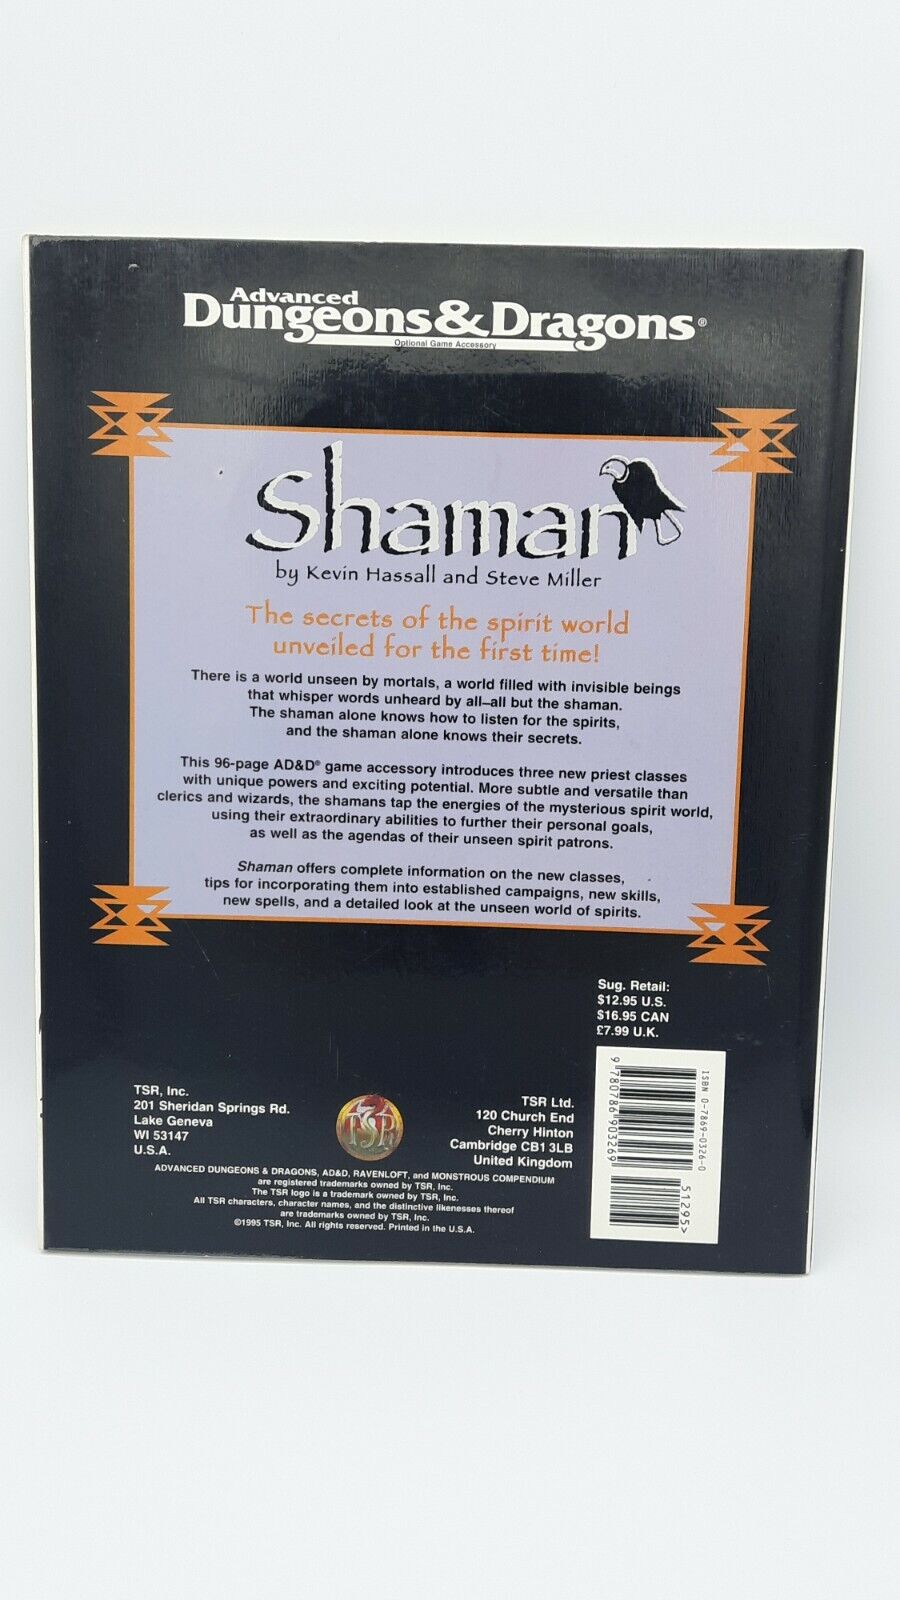 Advanced
Dungeons & Dragons®
Optional Game Accessory
Shaman
by Kevin Hassall and Steve Miller
The secrets of the spirit world
unveiled for the first time!
There is a world unseen by mortals, a world filled with invisible beings
that whisper words unheard by all–all but the shaman.
The shaman alone knows how to listen for the spirits,
and the shaman alone knows their secrets.
This 96-page AD&D® game accessory introduces three new priest classes
with unique powers and exciting potential. More subtle and versatile than
clerics and wizards, the shamans tap the energies of the mysterious spirit world,
using their extraordinary abilities to further their personal goals,
as well as the agendas of their unseen spirit patrons.
Shaman offers complete information on the new classes,
tips for incorporating them into established campaigns, new skills,
new spells, and a detailed look at the unseen world of spirits.
Sug. Retail:
$12.95 U.S.
$16.95 CAN
£7.99 U.K.
ISBN 0-7869-0326-0
9 780786 903269
51295>
TSR, Inc.
201 Sheridan Springs Rd.
Lake Geneva
WI 53147
U.S.A.
TSR
TSR Ltd.
120 Church End
Cherry Hinton
Cambridge CB1 3LB
United Kingdom
ADVANCED DUNGEONS & DRAGONS, AD&D, RAVENLOFT, and MONSTROUS COMPENDIUM
are registered trademarks owned by TSR, Inc.
The TSR logo is a trademark owned by TSR, Inc.
All TSR characters, character names, and the distinctive likenesses thereof
are trademarks owned by TSR, Inc.
©1995 TSR, Inc. All rights reserved. Printed in the U.S.A.